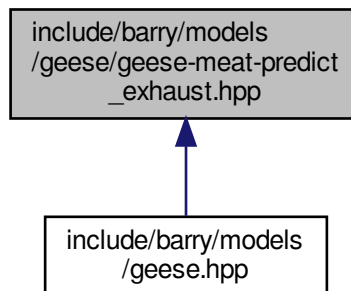 include/barry/models
/geese/geese-meat-predict
_exhaust.hpp
include/barry/models
/geese.hpp